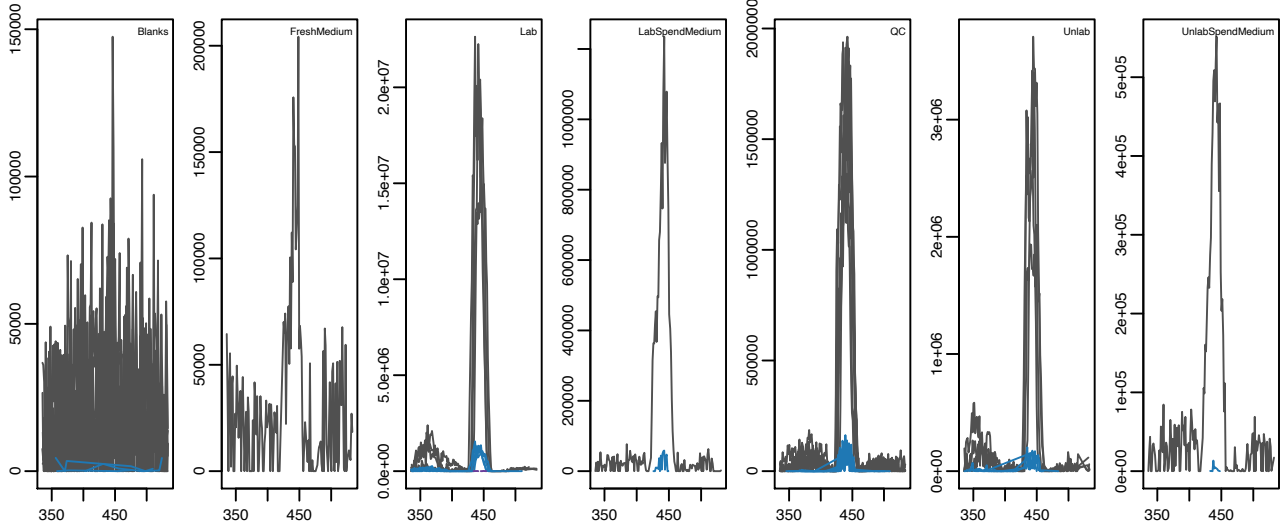 Blanks
0
50000
100000
150000
350
450
FreshMedium
0
50000
100000
150000
200000
350
450
Lab
0.0e+00
5.0e+06
1.0e+07
1.5e+07
2.0e+07
350
450
LabSpendMedium
0
200000
400000
600000
800000
1000000
350
450
QC
0
500000
1000000
1500000
2000000
350
450
Unlab
0e+00
1e+06
2e+06
3e+06
350
450
UnlabSpendMedium
0e+00
1e+05
2e+05
3e+05
4e+05
5e+05
350
450